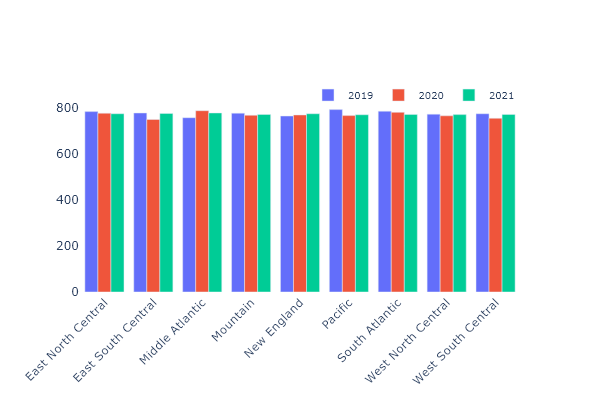 2019 2020 2021
800
600
400
200
0
East North Central
East South Central
Middle Atlantic
Mountain
New England
Pacific
South Atlantic
West North Central
West South Central